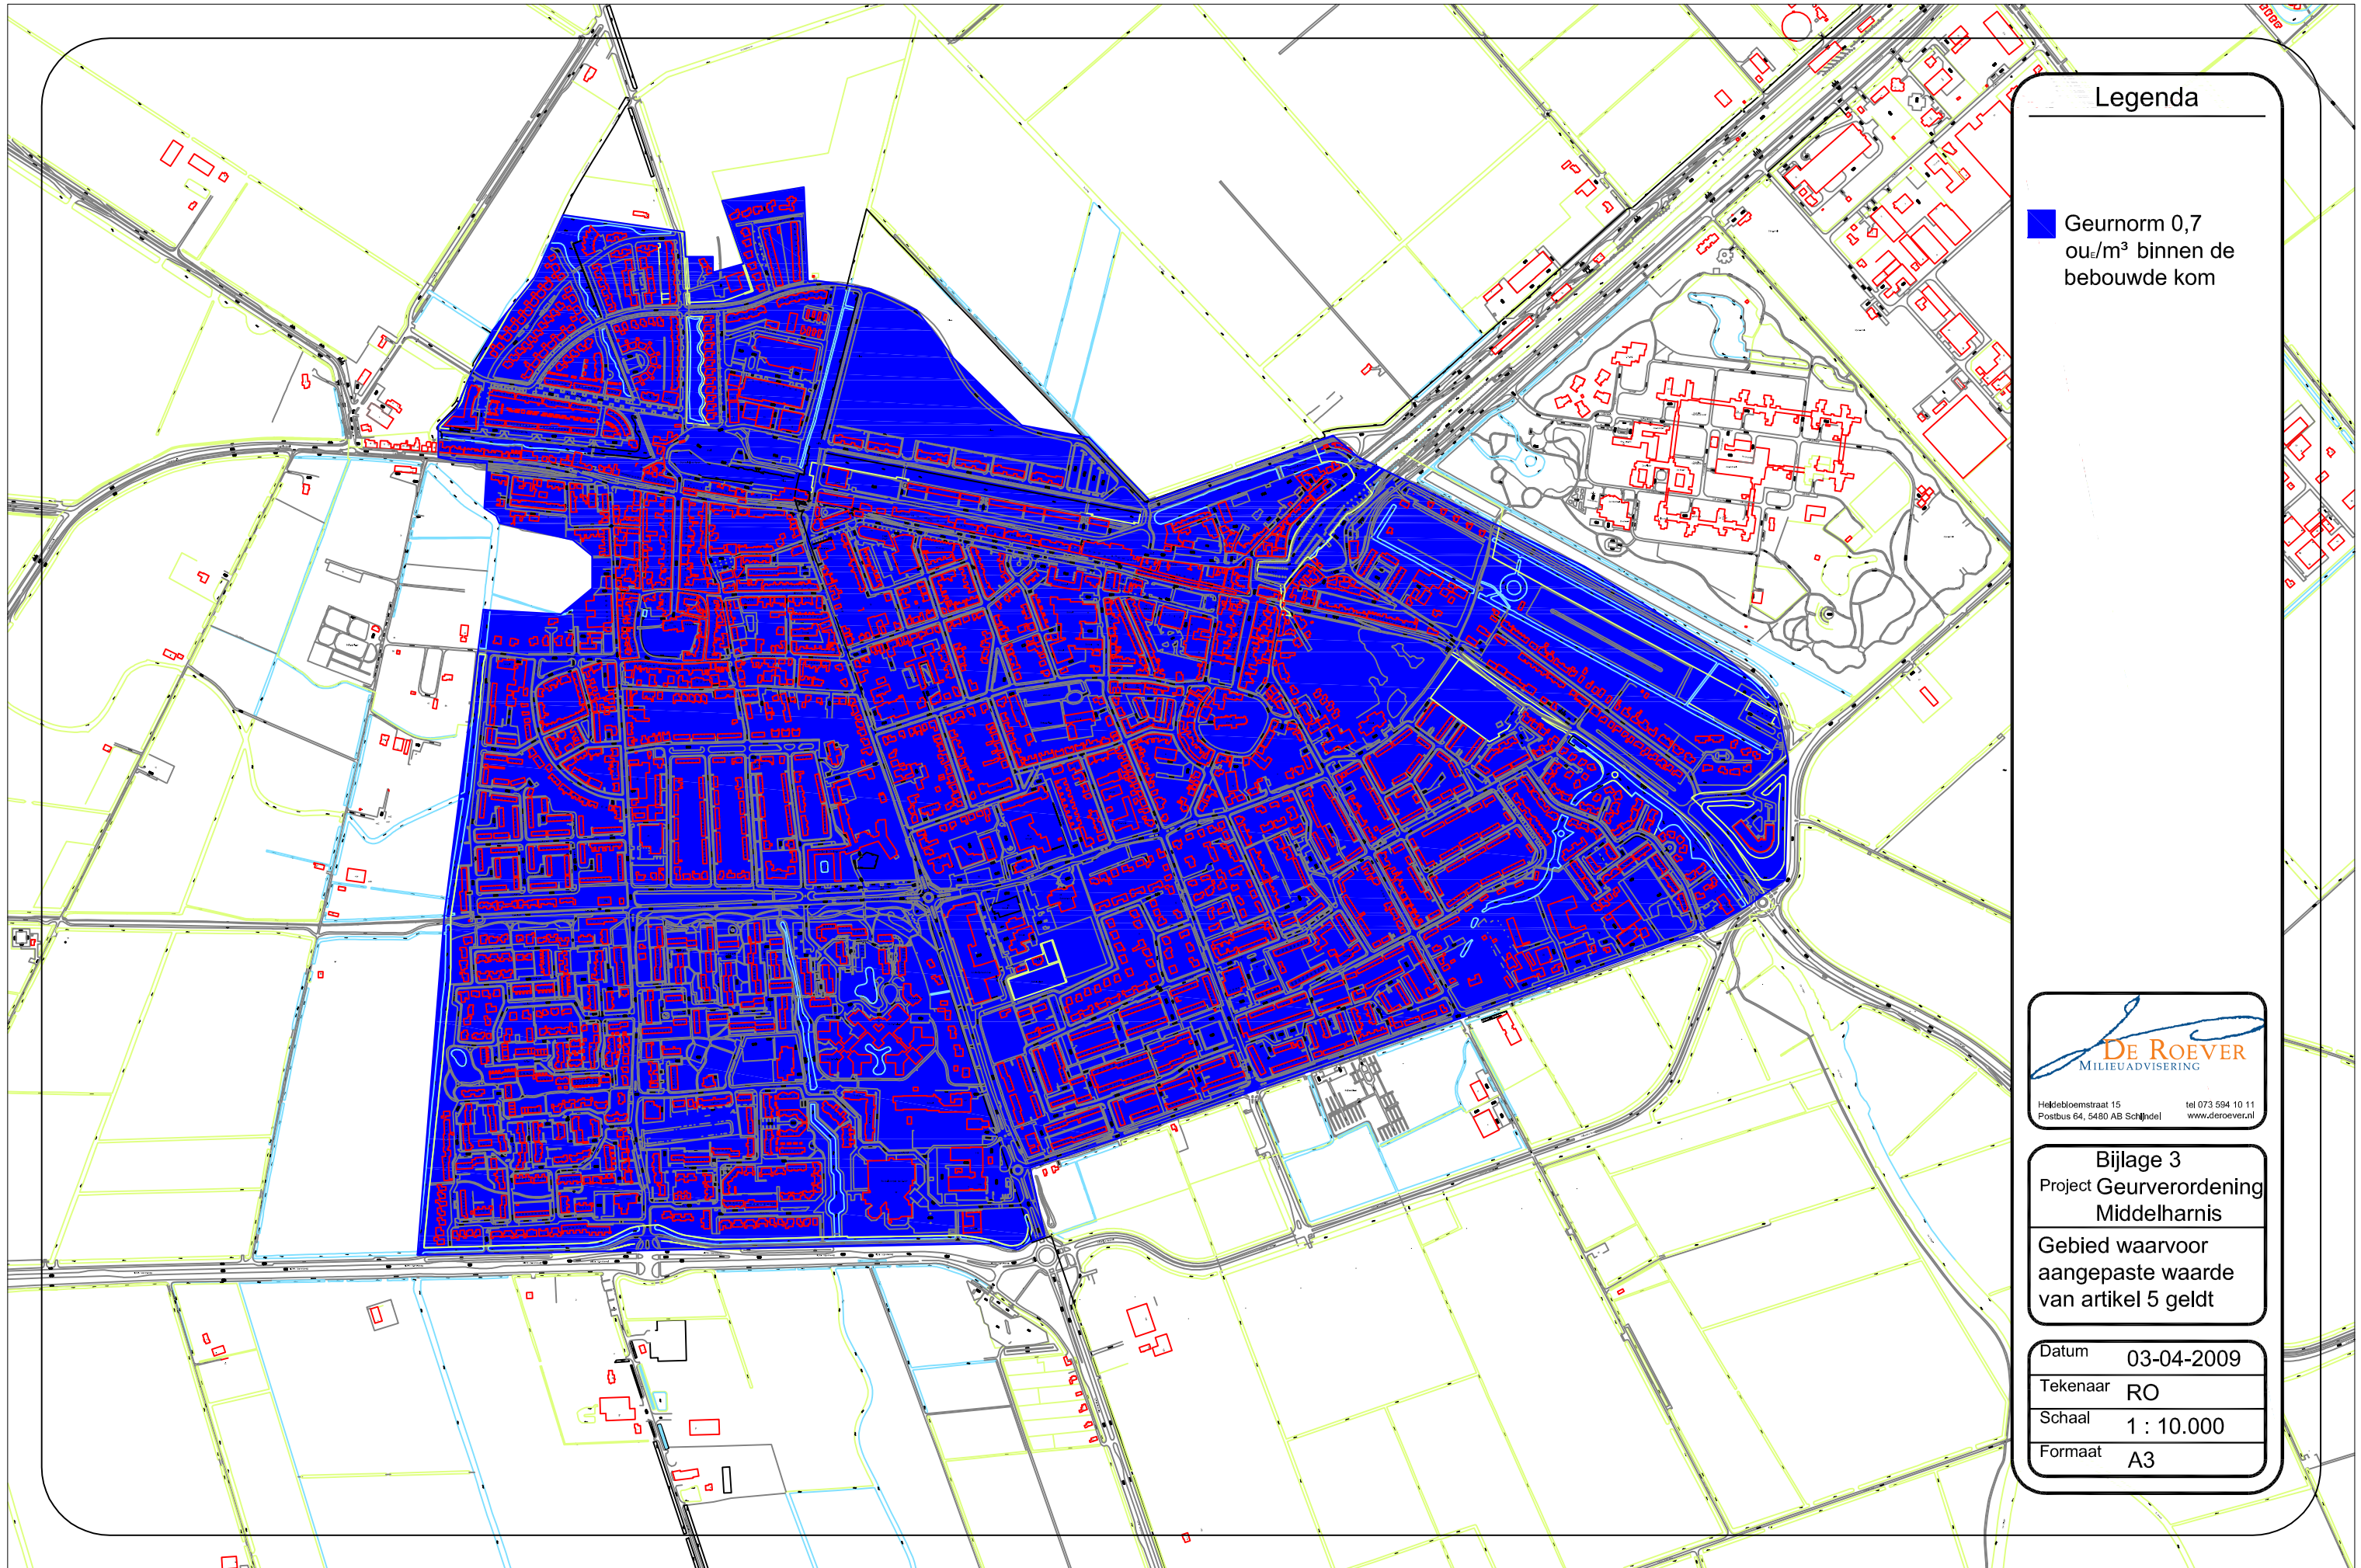 Legenda
Geurnorm 0,7
ouE/m³ binnen de
bebouwde kom
DE ROEVER
MILIEUADVISERING
Heldebloemstraat 15 tel 073 594 10 11
Postbus 64, 5480 AB Schijndel www.deroever.nl
Bijlage 3
Project Geurverordening
Middelharnis
Gebied waarvoor
aangepaste waarde
van artikel 5 geldt
Datum 03-04-2009
Tekenaar RO
Schaal 1 : 10.000
Formaat A3